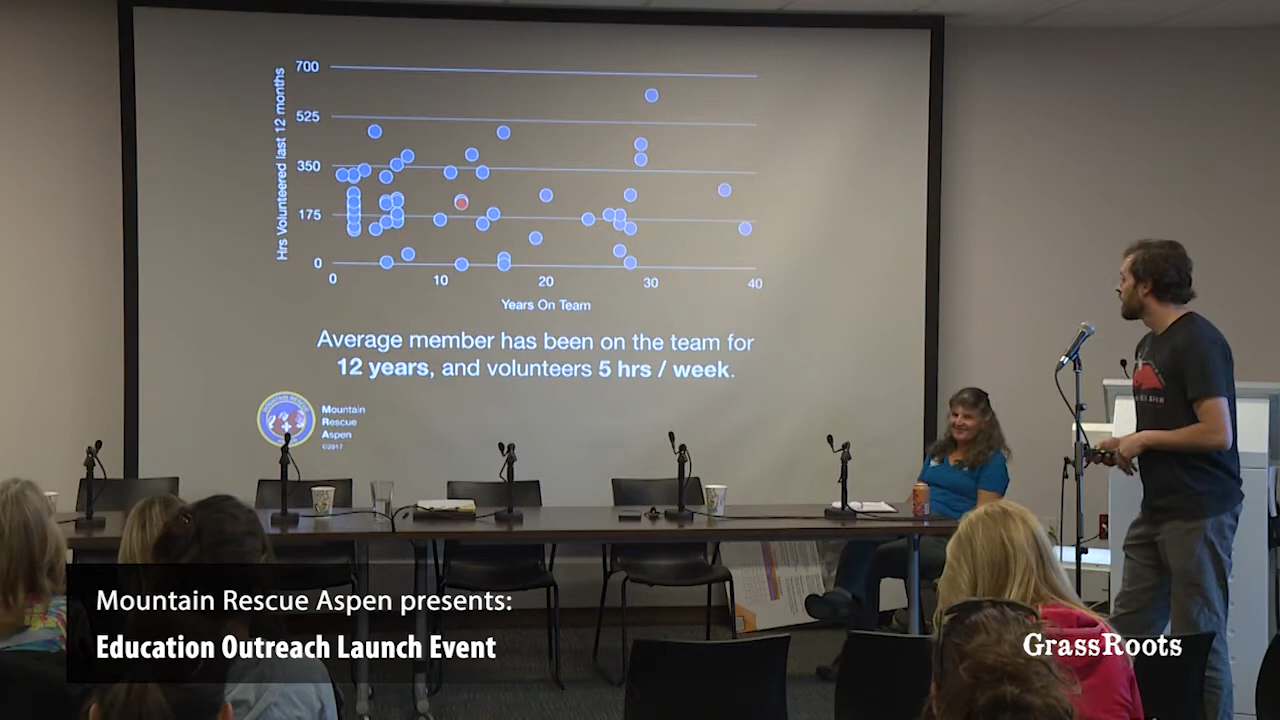 700
525
350
175
0
Hrs Volunteered last 12 months
0
10
20
30
40
Years On Team
Average member has been on the team for
12 years, and volunteers 5 hrs / week.
MOUNTAIN RESCUE
Mountain
Rescue
Aspen
©2017
Mountain Rescue Aspen presents:
Education Outreach Launch Event
GrassRoots